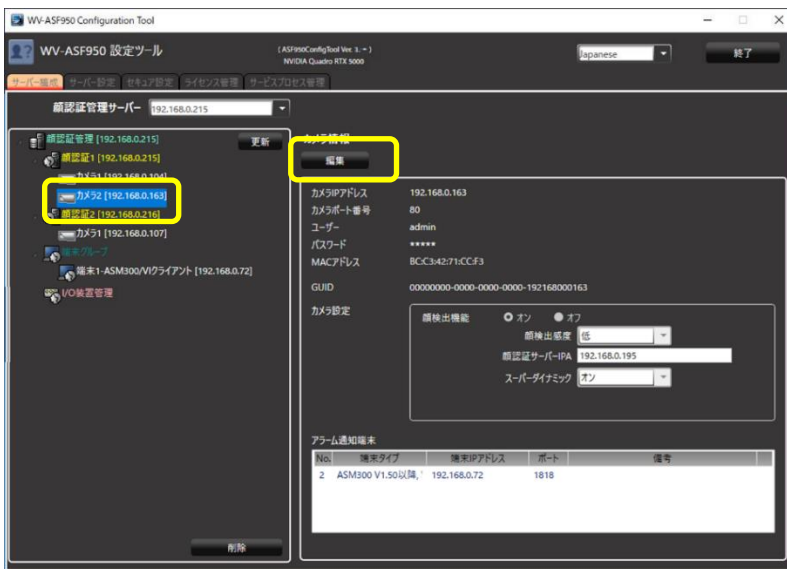 WV-ASF950 Configuration Tool
WV-ASF950 設定ツール
( ASF950ConfigTool Ver. 3. - )
NVIDIA Quadro RTX 5000
Japanese
終了
サーバー構成 サーバー設定 セキュア設定 ライセンス管理 サービスプロセス管理
顔認証管理サーバー 192.168.0.215
顔認証管理 [192.168.0.215]
更新
顔認証1 [192.168.0.215]
カメラ1 [192.168.0.104]
カメラ2 [192.168.0.163]
顔認証2 [192.168.0.216]
カメラ1 [192.168.0.107]
端末グループ
端末1-ASM300/VIクライアント [192.168.0.72]
I/O装置管理
削除
カメラ情報
編集
カメラIPアドレス 192.168.0.163
カメラポート番号 80
ユーザー admin
パスワード *****
MACアドレス BC:C3:42:71:CC:F3
GUID 00000000-0000-0000-0000-192168000163
カメラ設定
顔検出機能 オン オフ
顔検出感度 低
顔認証サーバーIPA 192.168.0.195
スーパーダイナミック オン
アラーム通知端末
No. 端末タイプ 端末IPアドレス ポート 備考
2 ASM300 V1.50以降, 192.168.0.72 1818